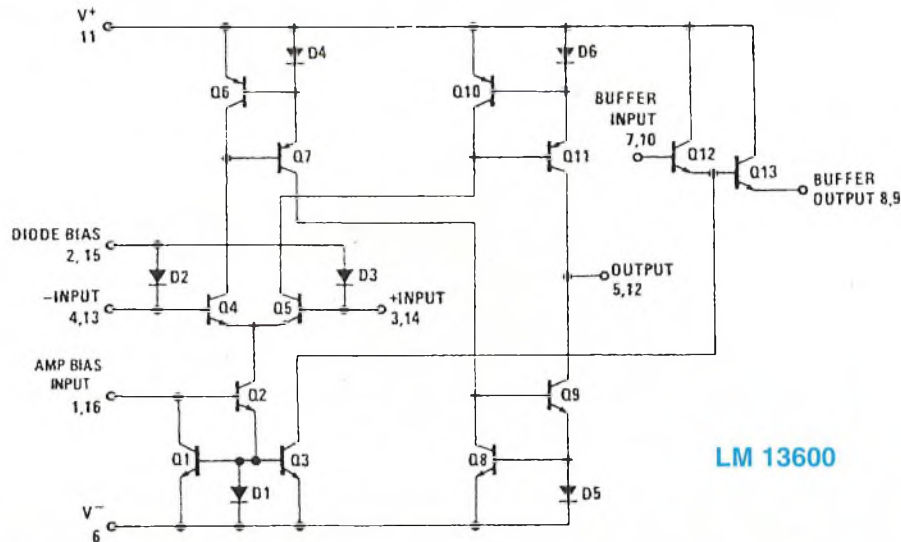 V+
11
D4
D6
Q6
Q10
BUFFER
INPUT
7,10
Q7
Q11
Q12
Q13
BUFFER
OUTPUT 8,9
DIODE BIAS
2, 15
D2
D3
OUTPUT
5,12
–INPUT
4,13
Q4
Q5
+INPUT
3,14
AMP BIAS
INPUT
1,16
Q2
Q9
Q1
Q3
Q8
LM 13600
D1
D5
V–
6